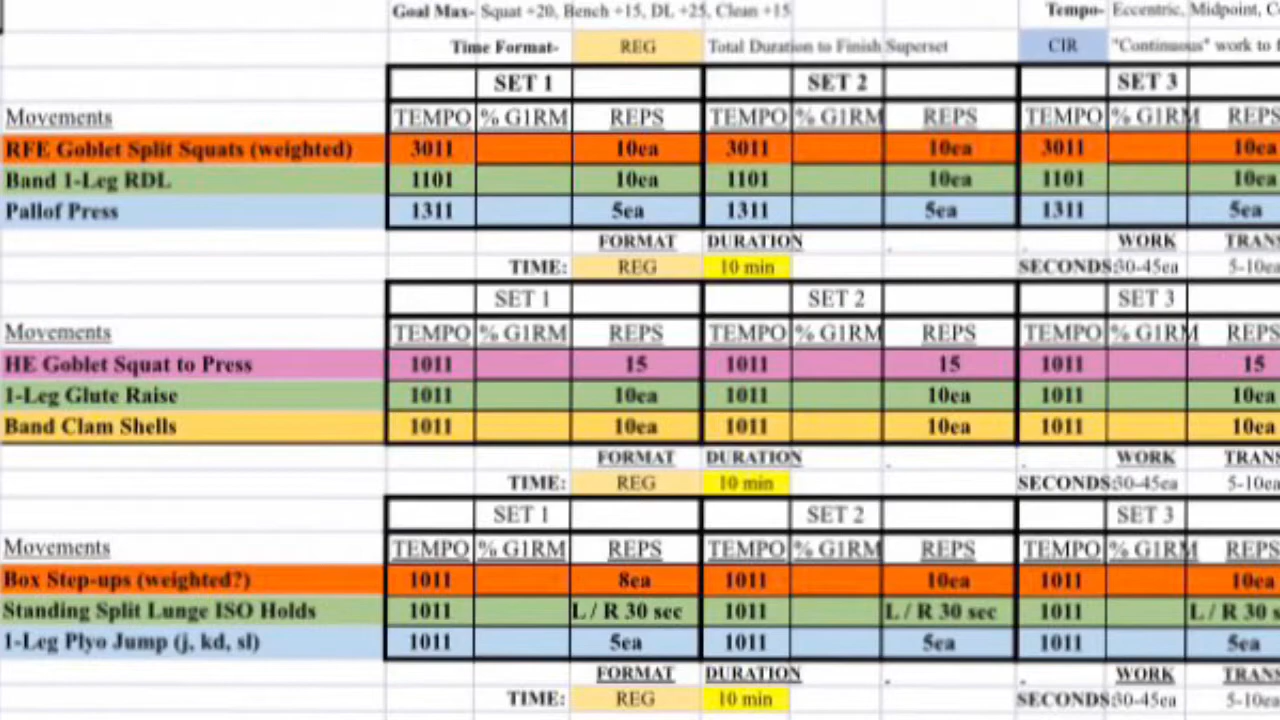 Goal Max- Squat +20, Bench +15, DL +25, Clean +15 Tempo- Eccentric, Midpoint,
Time Format- REG Total Duration to Finish Superset CIR "Continuous" work to
SET 1 SET 2 SET 3
Movements TEMPO % G1RM REPS TEMPO % G1RM REPS TEMPO % G1RM REPS
RFE Goblet Split Squats (weighted) 3011 10ea 3011 10ea 3011 10ea
Band 1-Leg RDL 1101 10ea 1101 10ea 1101 10ea
Pallof Press 1311 5ea 1311 5ea 1311 5ea
FORMAT DURATION . . WORK TRANS
TIME: REG 10 min SECONDS: 30-45ea 5-10ea
SET 1 SET 2 SET 3
Movements TEMPO % G1RM REPS TEMPO % G1RM REPS TEMPO % G1RM REPS
HE Goblet Squat to Press 1011 15 1011 15 1011 15
1-Leg Glute Raise 1011 10ea 1011 10ea 1011 10ea
Band Clam Shells 1011 10ea 1011 10ea 1011 10ea
FORMAT DURATION . . WORK TRANS
TIME: REG 10 min SECONDS: 30-45ea 5-10ea
SET 1 SET 2 SET 3
Movements TEMPO % G1RM REPS TEMPO % G1RM REPS TEMPO % G1RM REPS
Box Step-ups (weighted?) 1011 8ea 1011 10ea 1011 10ea
Standing Split Lunge ISO Holds 1011 L / R 30 sec 1011 L / R 30 sec 1011 L / R 30 s
1-Leg Plyo Jump (j, kd, sl) 1011 5ea 1011 5ea 1011 5ea
FORMAT DURATION . . WORK TRANS
TIME: REG 10 min SECONDS: 30-45ea 5-10ea